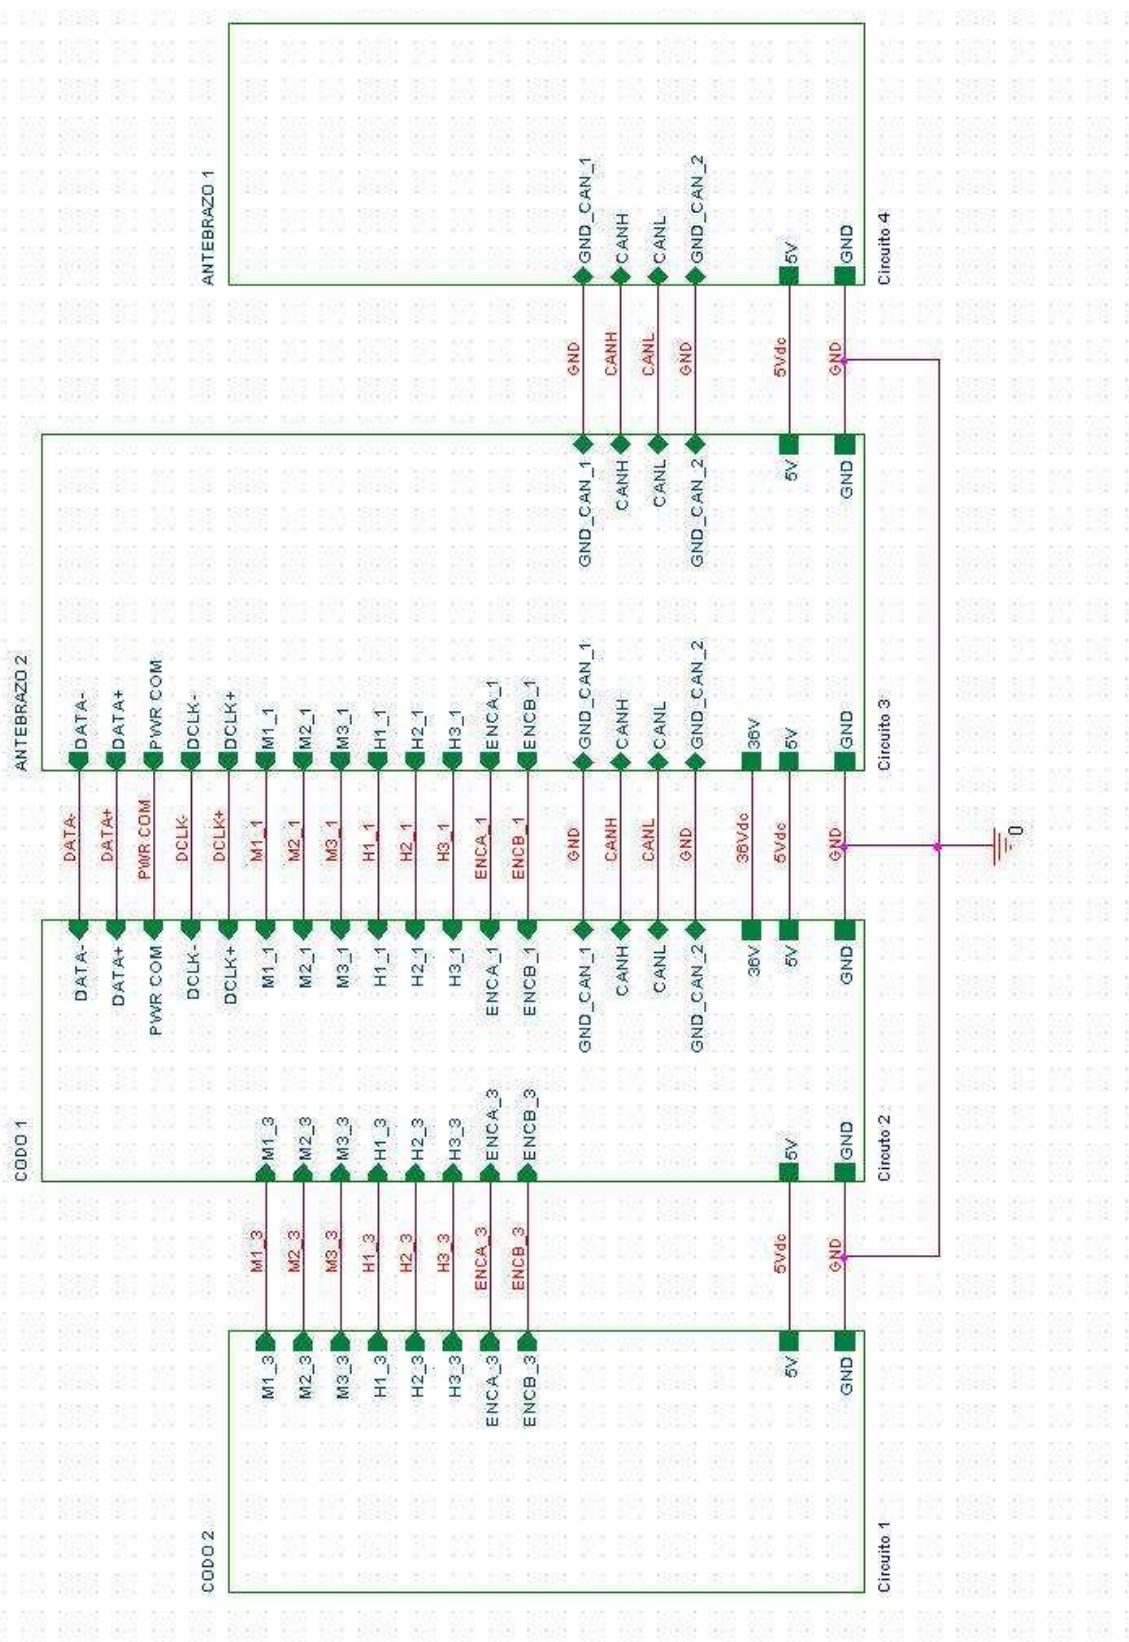 CODO 2
M1_3
M2_3
M3_3
H1_3
H2_3
H3_3
ENCA_3
ENCB_3
5V
GND
Circuito 1
M1_3
M2_3
M3_3
H1_3
H2_3
H3_3
ENCA_3
ENCB_3
5Vdc
GND
CODO 1
M1_3
M2_3
M3_3
H1_3
H2_3
H3_3
ENCA_3
ENCB_3
5V
GND
Circuto 2
DATA-
DATA+
PWR COM
DCLK-
DCLK+
M1_1
M2_1
M3_1
H1_1
H2_1
H3_1
ENCA_1
ENCB_1
GND_CAN_1
CANH
CANL
GND_CAN_2
36V
5V
GND
DATA-
DATA+
PWR COM
DCLK-
DCLK+
M1_1
M2_1
M3_1
H1_1
H2_1
H3_1
ENCA_1
ENCB_1
GND
CANH
CANL
GND
36Vdc
5Vdc
GND
0
ANTEBRAZO 2
DATA-
DATA+
PWR COM
DCLK-
DCLK+
M1_1
M2_1
M3_1
H1_1
H2_1
H3_1
ENCA_1
ENCB_1
GND_CAN_1
CANH
CANL
GND_CAN_2
36V
5V
GND
Circuito 3
GND_CAN_1
CANH
CANL
GND_CAN_2
5V
GND
GND
CANH
CANL
GND
5Vdc
GND
ANTEBRAZO 1
GND_CAN_1
CANH
CANL
GND_CAN_2
5V
GND
Circuito 4